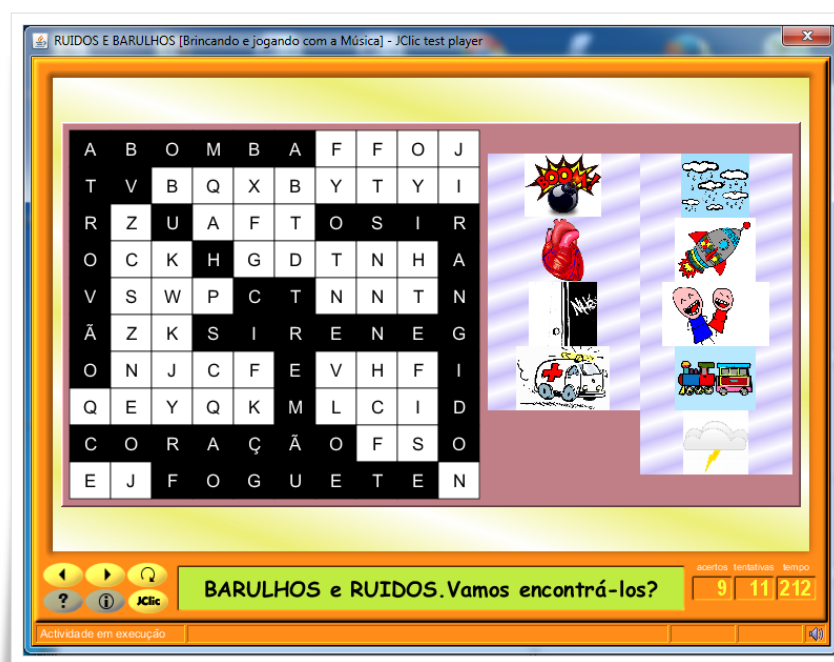 RUIDOS E BARULHOS [Brincando e jogando com a Música] - JClic test player
A B O M B A F F O J
T V B Q X B Y T Y I
R Z U A F T O S I R
O C K H G D T N H A
V S W P C T N N T N
Ã Z K S I R E N E G
O N J C F E V H F I
Q E Y Q K M L C I D
C O R A Ç Ã O F S O
E J F O G U E T E N
BOOM!
JClic
BARULHOS e RUIDOS.Vamos encontrá-los?
acertos tentativas tempo
9 11 212
Actividade em execução